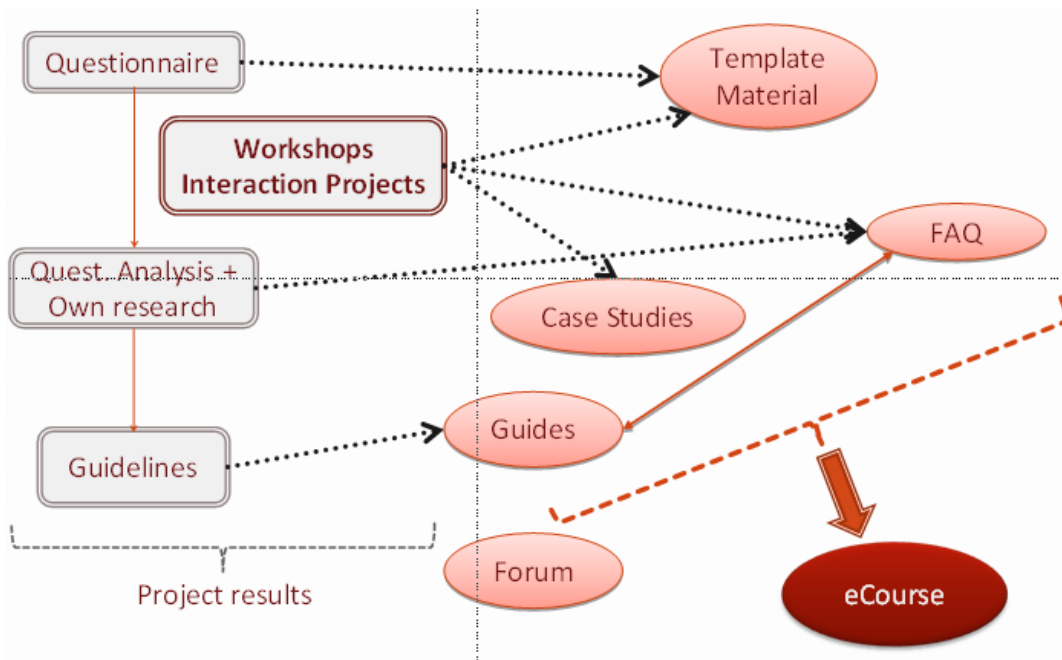 Questionnaire
Template
Material
Workshops
Interaction Projects
FAQ
Quest. Analysis +
Own research
Case Studies
Guides
Guidelines
Forum
Project results
eCourse